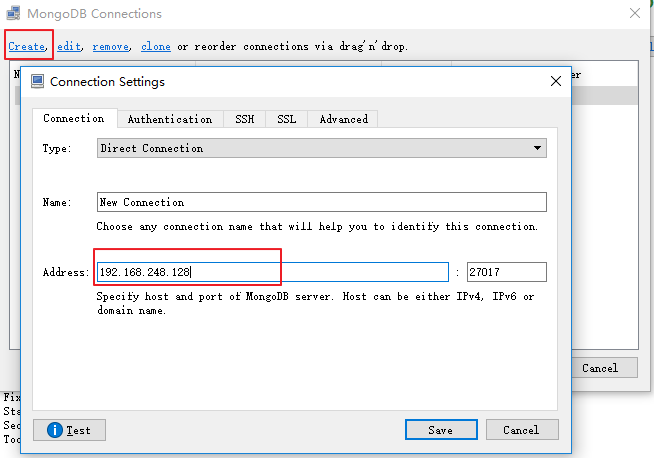 MongoDB Connections
Create, edit, remove, clone or reorder connections via drag'n'drop.
Connection Settings
Connection Authentication SSH SSL Advanced
Type: Direct Connection
Name: New Connection
Choose any connection name that will help you to identify this connection.
Address: 192.168.248.128 : 27017
Specify host and port of MongoDB server. Host can be either IPv4, IPv6 or
domain name.
Cancel
Fix
Sta
Sec
Too
Test Save Cancel